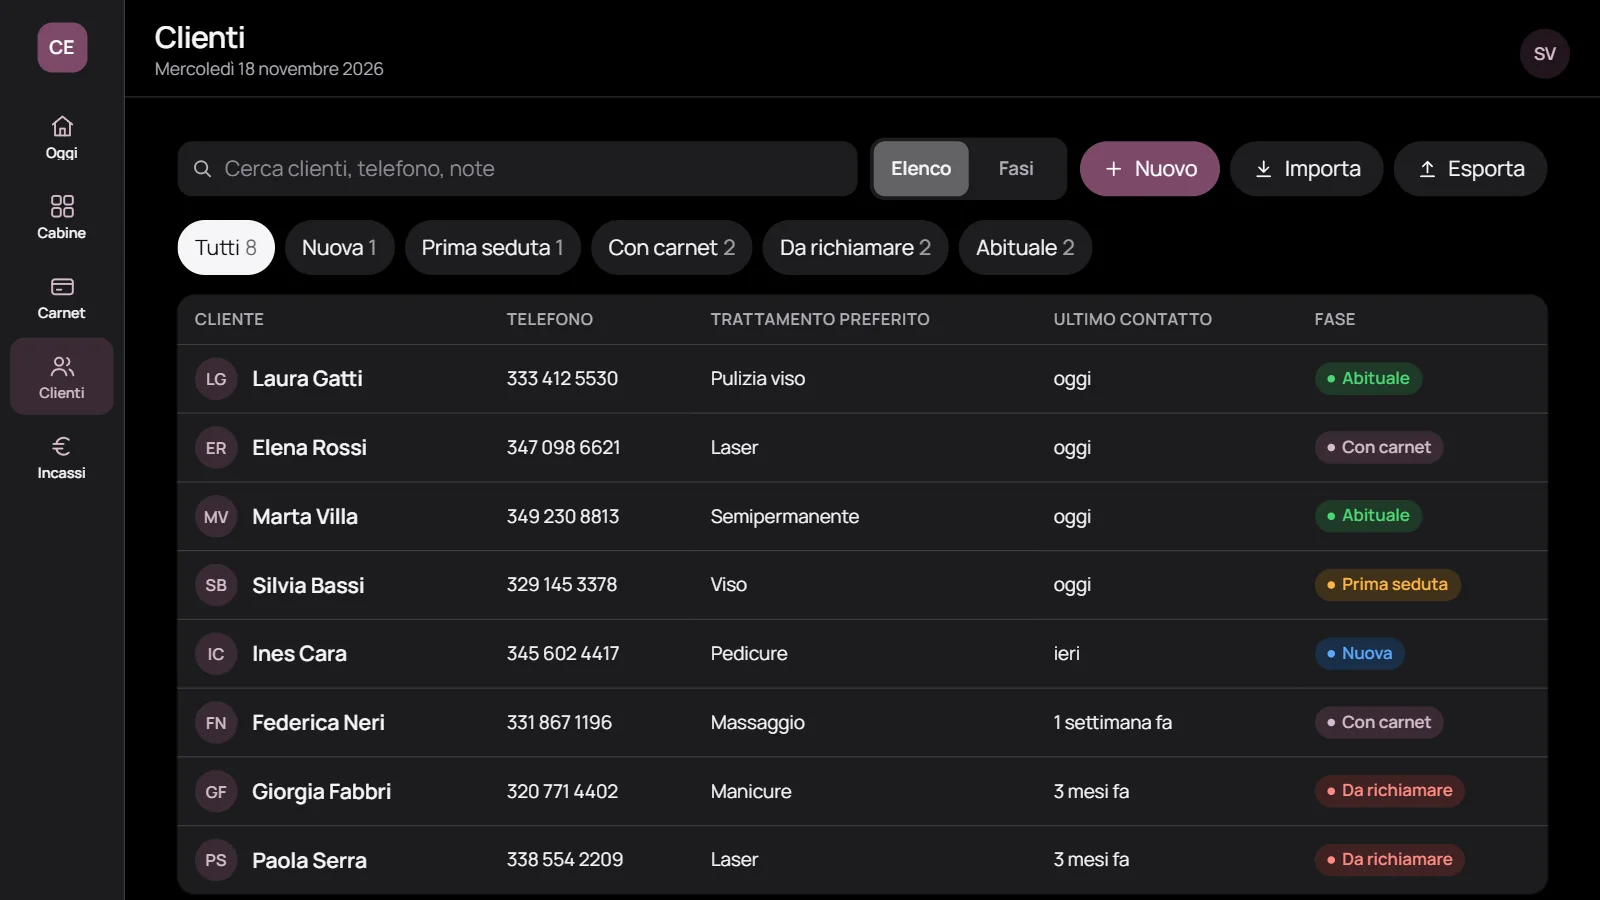 CE
Oggi
Cabine
Carnet
Clienti
Incassi
Clienti
Mercoledì 18 novembre 2026
SV
Cerca clienti, telefono, note
Elenco Fasi
Nuovo
Importa
Esporta
Tutti 8 Nuova 1 Prima seduta 1 Con carnet 2 Da richiamare 2 Abituale 2
CLIENTE TELEFONO TRATTAMENTO PREFERITO ULTIMO CONTATTO FASE
LG Laura Gatti 333 412 5530 Pulizia viso oggi Abituale
ER Elena Rossi 347 098 6621 Laser oggi Con carnet
MV Marta Villa 349 230 8813 Semipermanente oggi Abituale
SB Silvia Bassi 329 145 3378 Viso oggi Prima seduta
IC Ines Cara 345 602 4417 Pedicure ieri Nuova
FN Federica Neri 331 867 1196 Massaggio 1 settimana fa Con carnet
GF Giorgia Fabbri 320 771 4402 Manicure 3 mesi fa Da richiamare
PS Paola Serra 338 554 2209 Laser 3 mesi fa Da richiamare